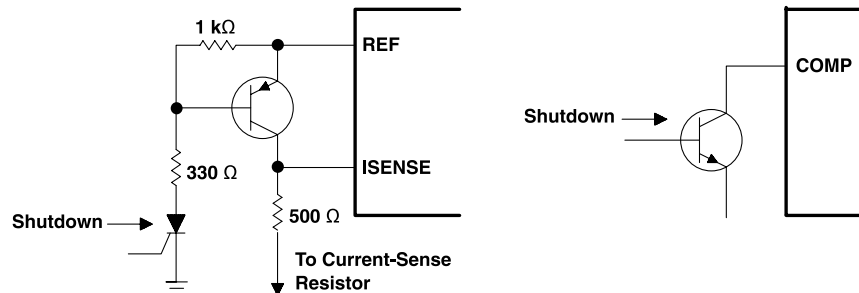 1 kΩ
REF
COMP
Shutdown
ISENSE
330 Ω
500 Ω
Shutdown
To Current-Sense
Resistor